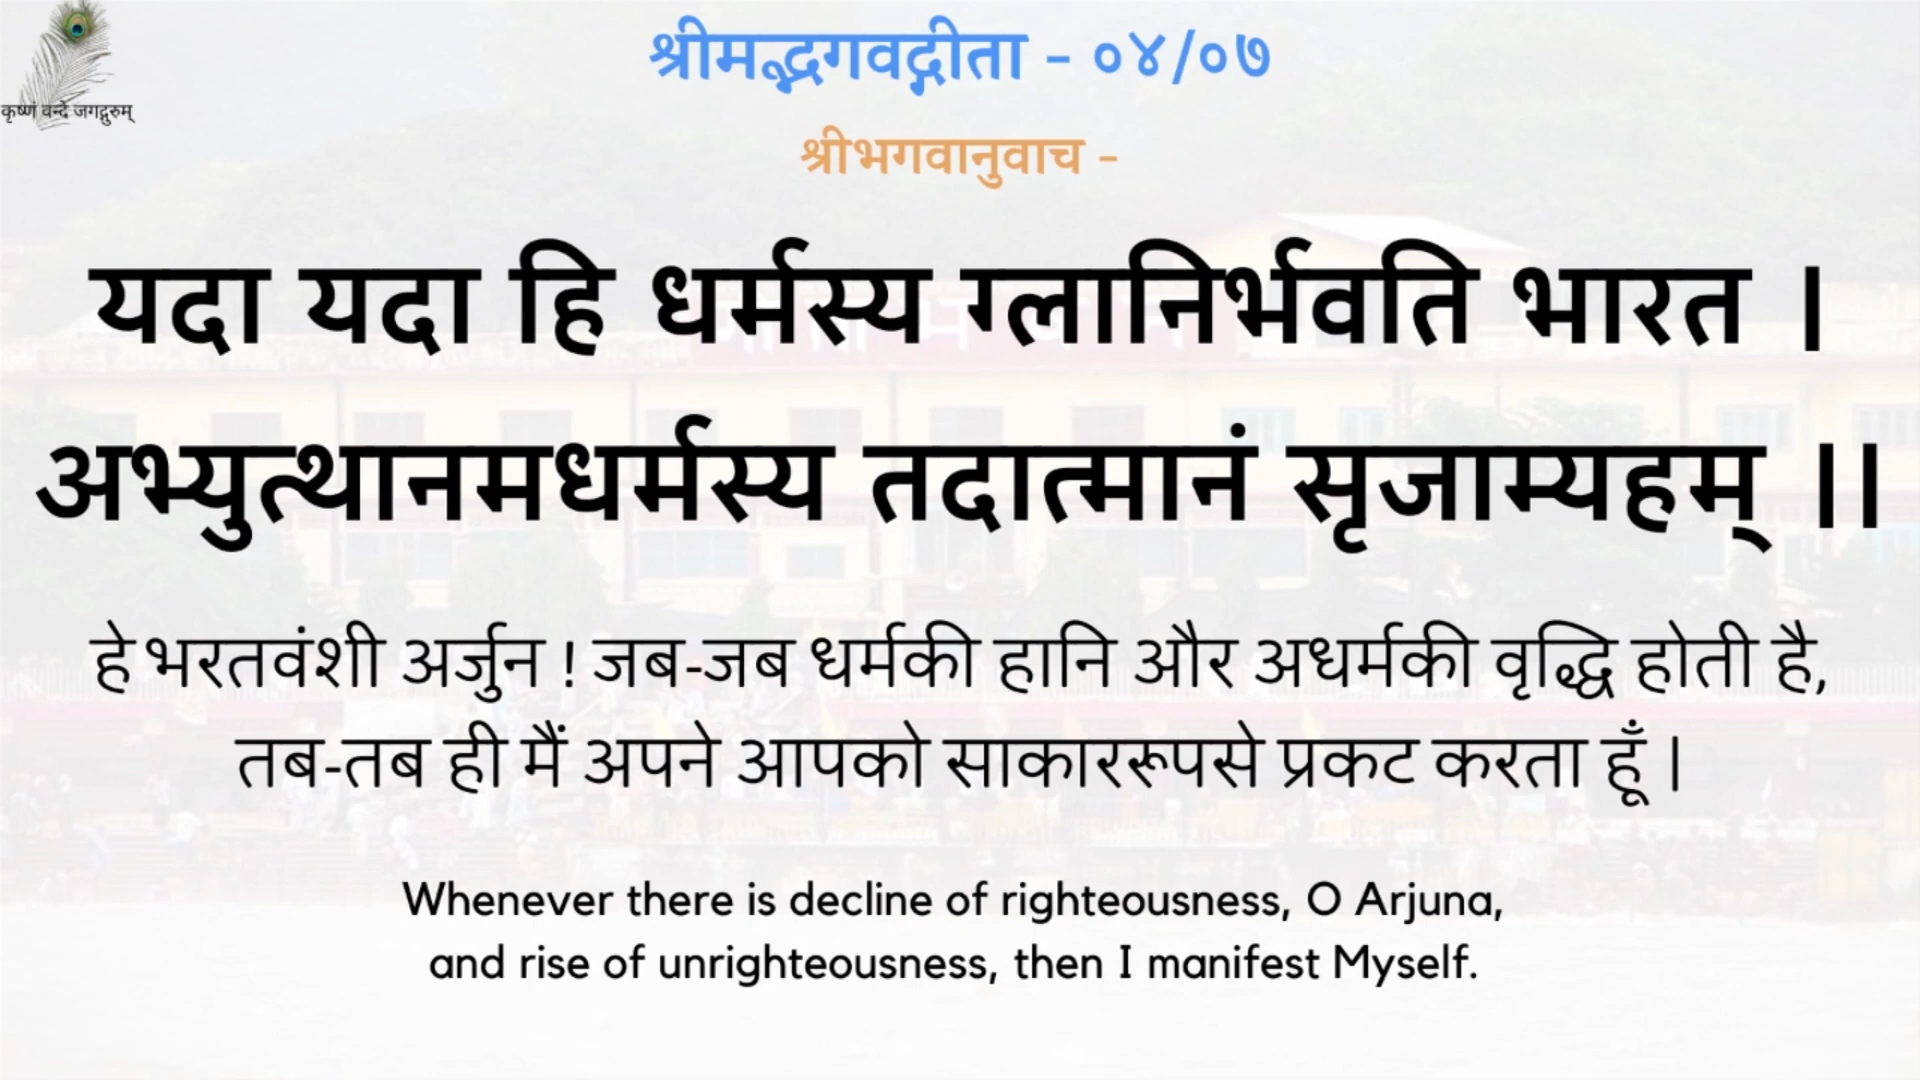 श्रीमद्भगवद्गीता - ०४/०७
कृष्णं वन्दे जगद्गुरुम्
श्रीभगवानुवाच -
यदा यदा हि धर्मस्य ग्लानिर्भवति भारत |
अभ्युत्थानमधर्मस्य तदात्मानं सृजाम्यहम् ||
हे भरतवंशी अर्जुन ! जब-जब धर्मकी हानि और अधर्मकी वृद्धि होती है,
तब-तब ही मैं अपने आपको साकाररूपसे प्रकट करता हूँ |
Whenever there is decline of righteousness, O Arjuna,
and rise of unrighteousness, then I manifest Myself.